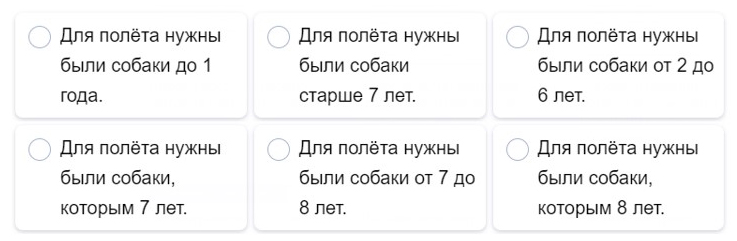 Для полёта нужны
были собаки до 1
года.
Для полёта нужны
были собаки
старше 7 лет.
Для полёта нужны
были собаки от 2 до
6 лет.
Для полёта нужны
были собаки,
которым 7 лет.
Для полёта нужны
были собаки от 7 до
8 лет.
Для полёта нужны
были собаки,
которым 8 лет.